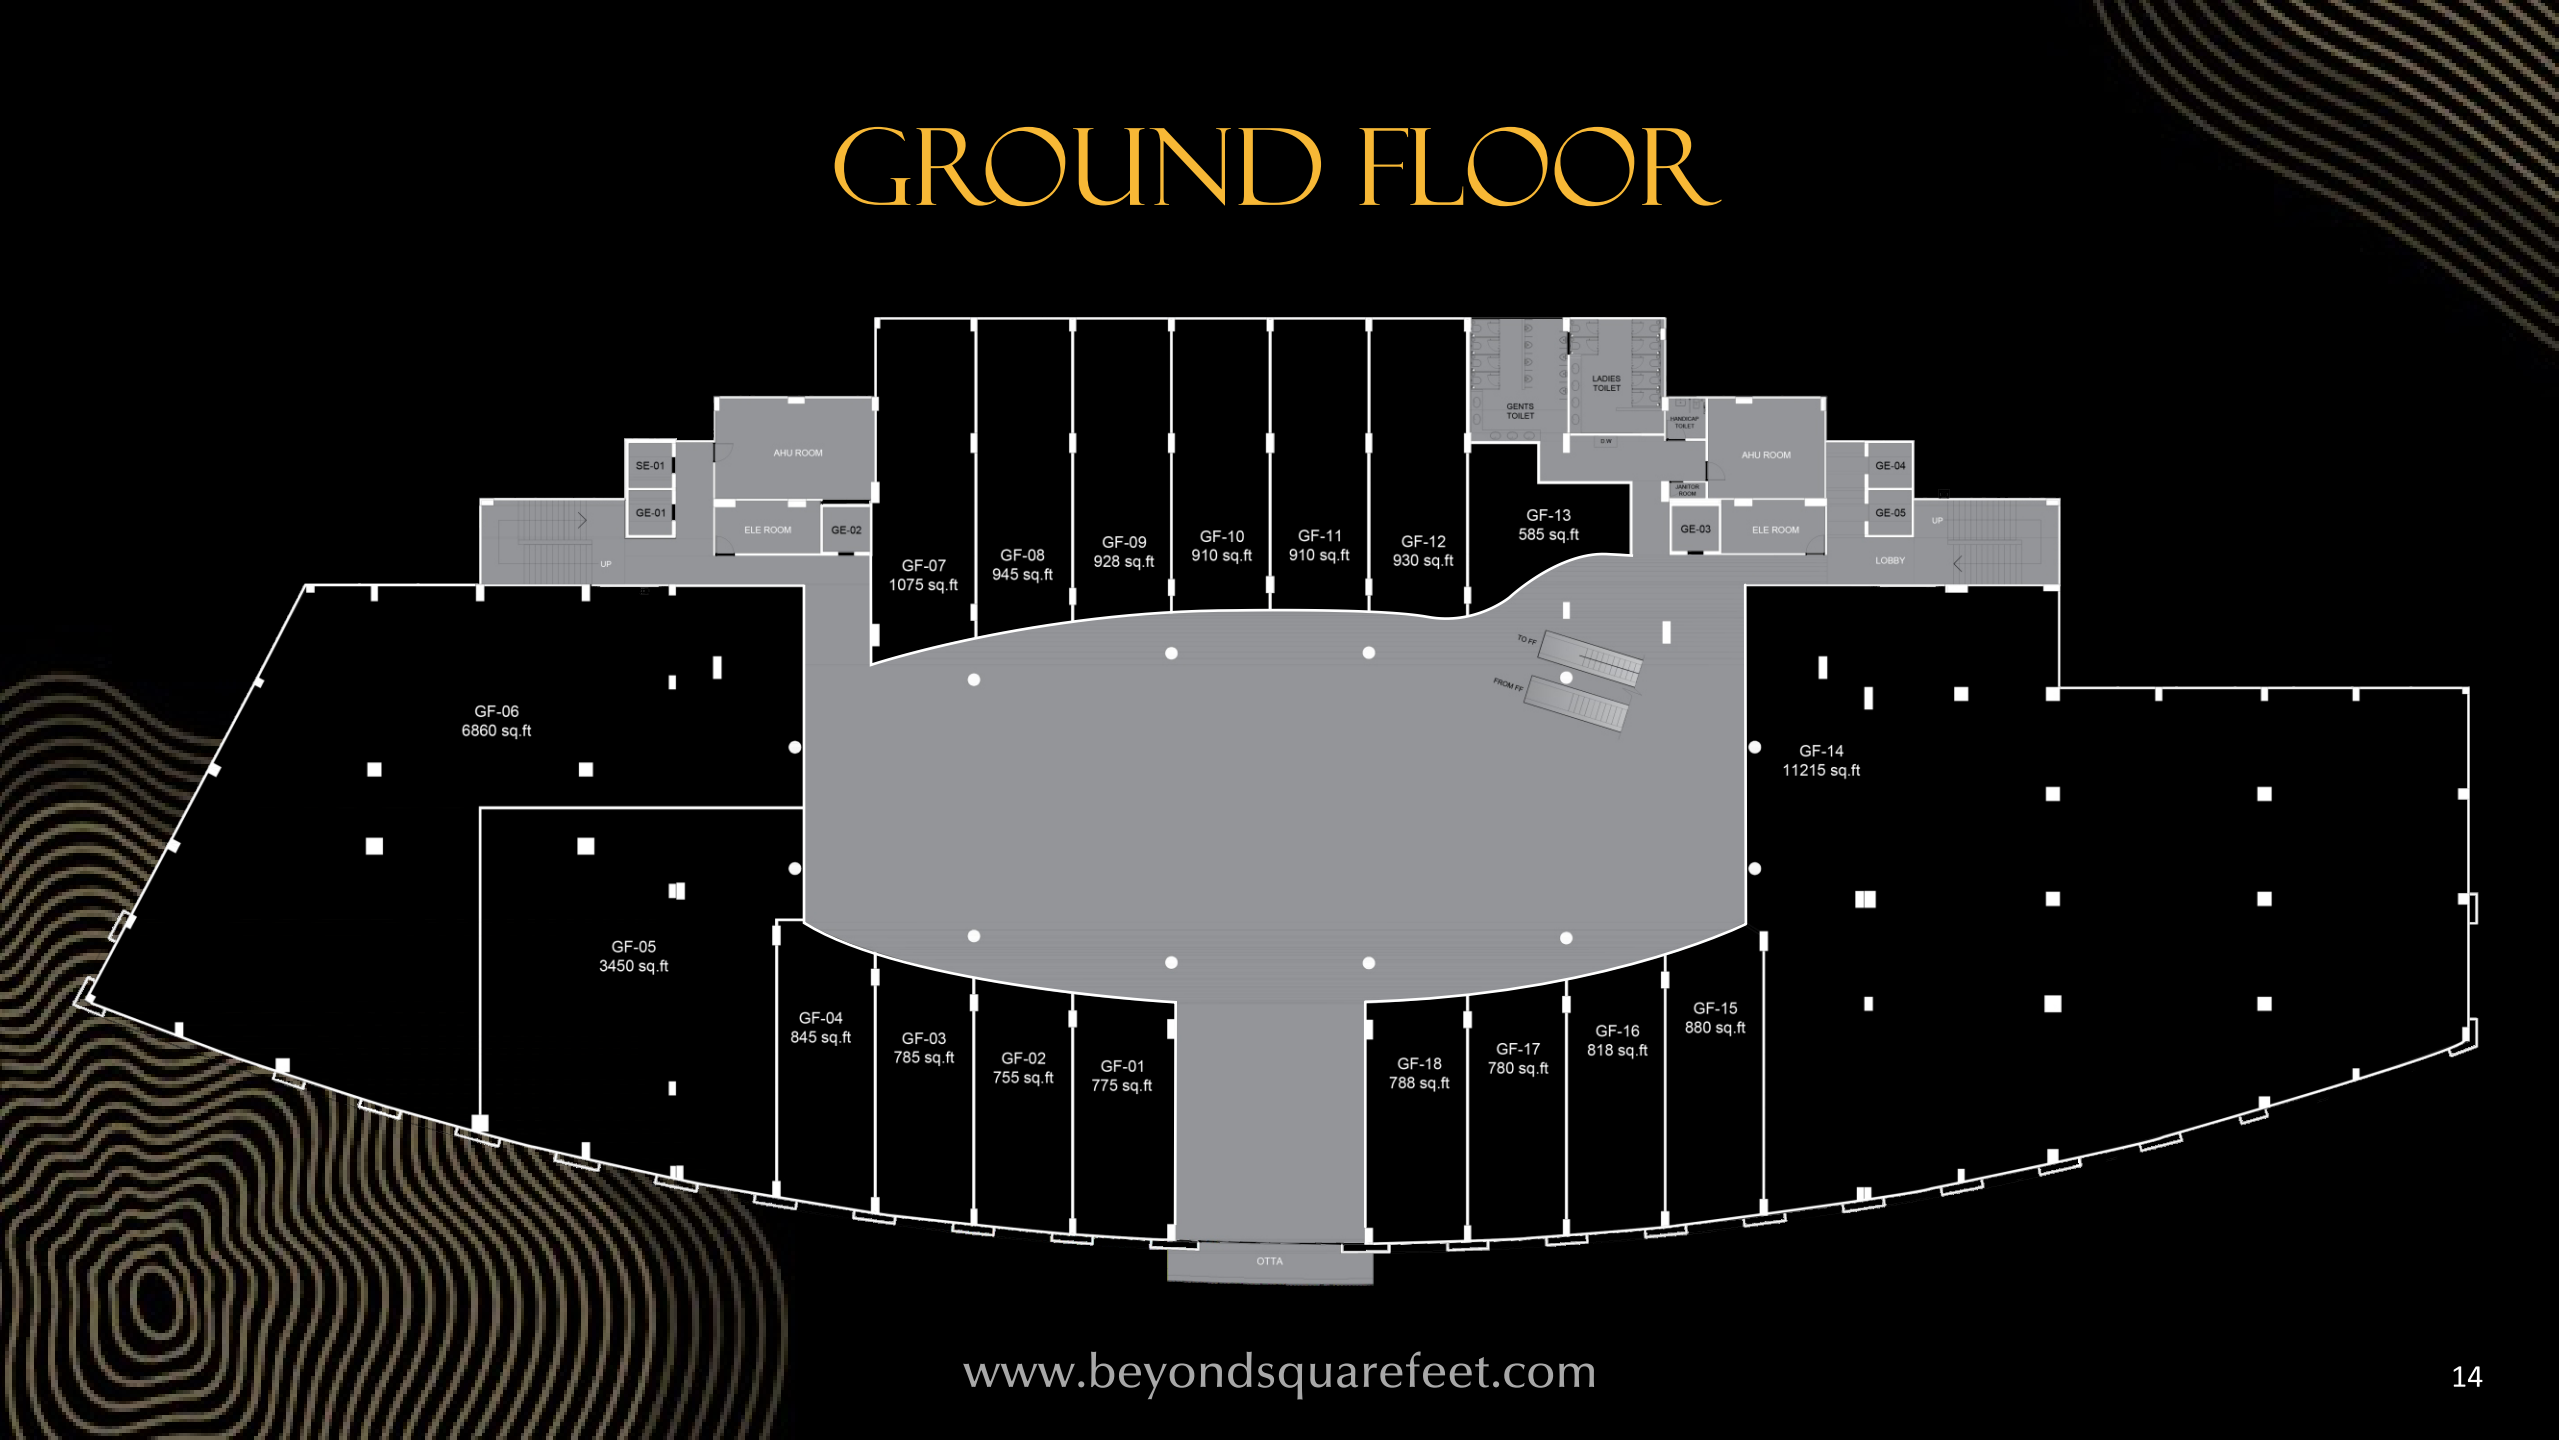 GROUND FLOOR
LADIES
TOILET
GENTS
TOILET
HANDICAP
TOILET
D.W
AHU ROOM
AHU ROOM
SE-01
GE-01
GE-04
GE-05
JANITOR
ROOM
ELE ROOM
GE-02
GE-03
ELE ROOM
UP
UP
LOBBY
GF-07
1075 sq.ft
GF-08
945 sq.ft
GF-09
928 sq.ft
GF-10
910 sq.ft
GF-11
910 sq.ft
GF-12
930 sq.ft
GF-13
585 sq.ft
TO FF
FROM FF
GF-06
6860 sq.ft
GF-14
11215 sq.ft
GF-05
3450 sq.ft
GF-04
845 sq.ft
GF-03
785 sq.ft
GF-02
755 sq.ft
GF-01
775 sq.ft
GF-18
788 sq.ft
GF-17
780 sq.ft
GF-16
818 sq.ft
GF-15
880 sq.ft
OTTA
www.beyondsquarefeet.com
14